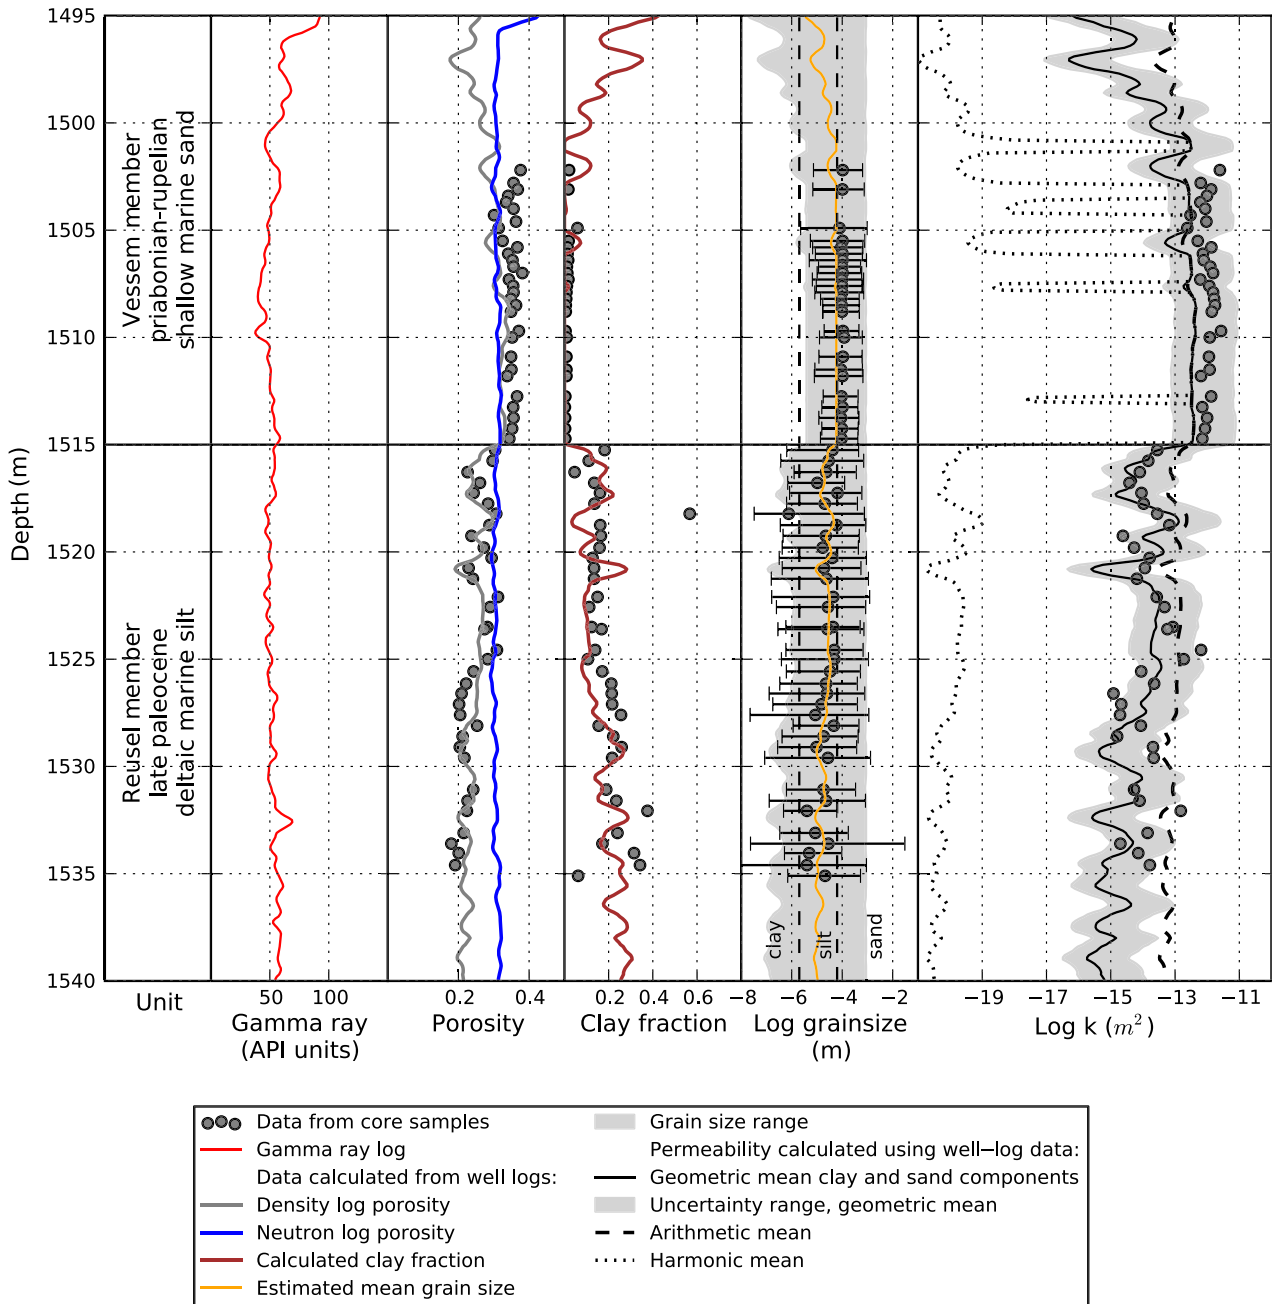 1495
1500
1505
1510
1515
1520
1525
1530
1535
1540
Depth (m)
Vessem member
priabonian-rupelian
shallow marine sand
Reusel member
late paleocene
deltaic marine silt
clay
silt
sand
Unit
50 100
0.2 0.4
0.2 0.4 0.6
−8 −6 −4 −2
−19 −17 −15 −13 −11
Gamma ray
(API units)
Porosity
Clay fraction
Log grainsize
(m)
Log k (m²)
Data from core samples
Gamma ray log
Data calculated from well logs:
Density log porosity
Neutron log porosity
Calculated clay fraction
Estimated mean grain size
Grain size range
Permeability calculated using well−log data:
Geometric mean clay and sand components
Uncertainty range, geometric mean
Arithmetic mean
Harmonic mean